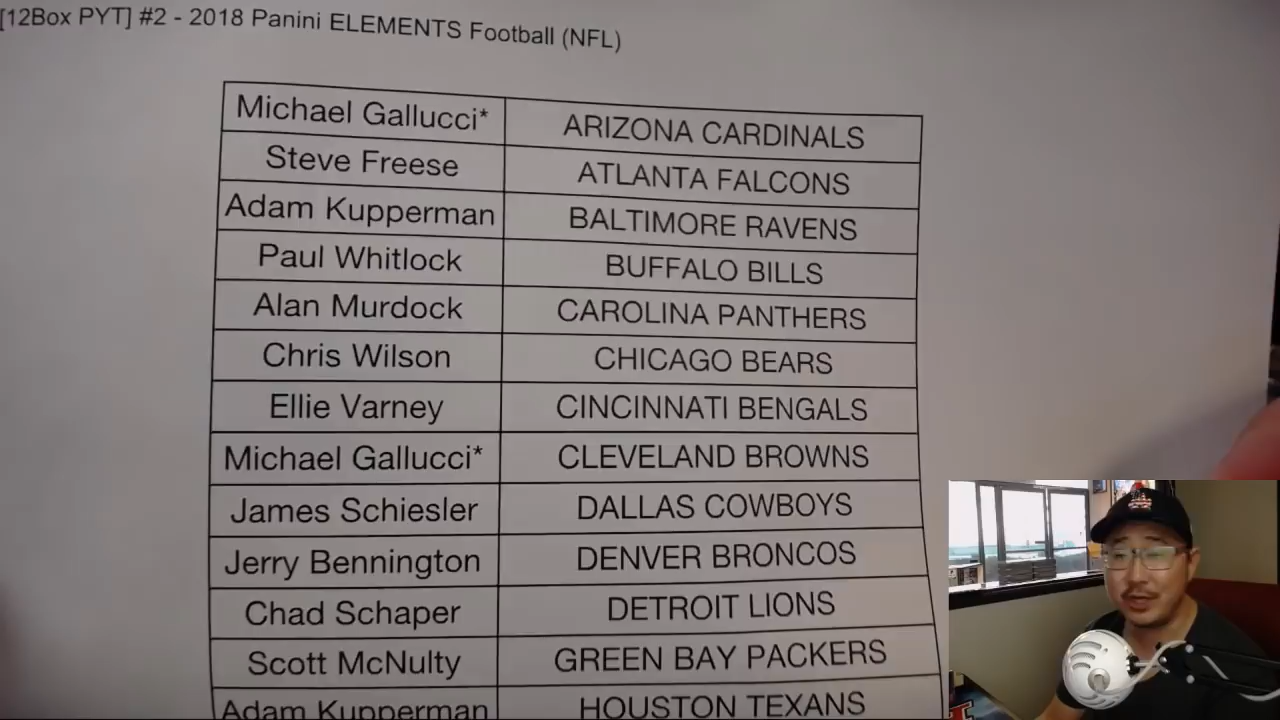 [12Box PYT] #2 - 2018 Panini ELEMENTS Football (NFL)
Michael Gallucci* ARIZONA CARDINALS
Steve Freese ATLANTA FALCONS
Adam Kupperman BALTIMORE RAVENS
Paul Whitlock BUFFALO BILLS
Alan Murdock CAROLINA PANTHERS
Chris Wilson CHICAGO BEARS
Ellie Varney CINCINNATI BENGALS
Michael Gallucci* CLEVELAND BROWNS
James Schiesler DALLAS COWBOYS
Jerry Bennington DENVER BRONCOS
Chad Schaper DETROIT LIONS
Scott McNulty GREEN BAY PACKERS
Adam Kupperman HOUSTON TEXANS